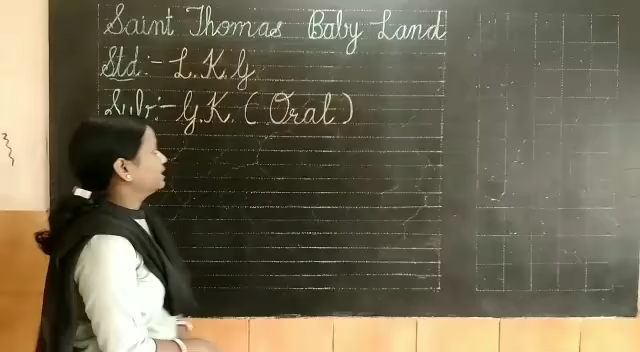 Saint Thomas Baby Land
Std:- L.K.G
Sub:- G.K. (Oral)